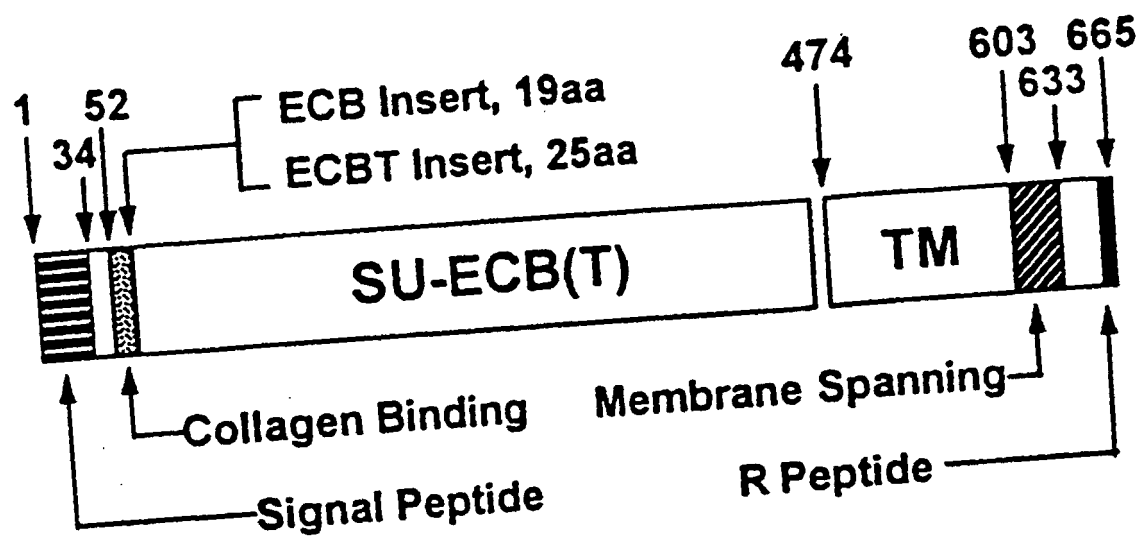 1
34
52
ECB Insert, 19aa
ECBT Insert, 25aa
474
603
633
665
SU-ECB(T)
TM
Collagen Binding
Membrane Spanning
Signal Peptide
R Peptide